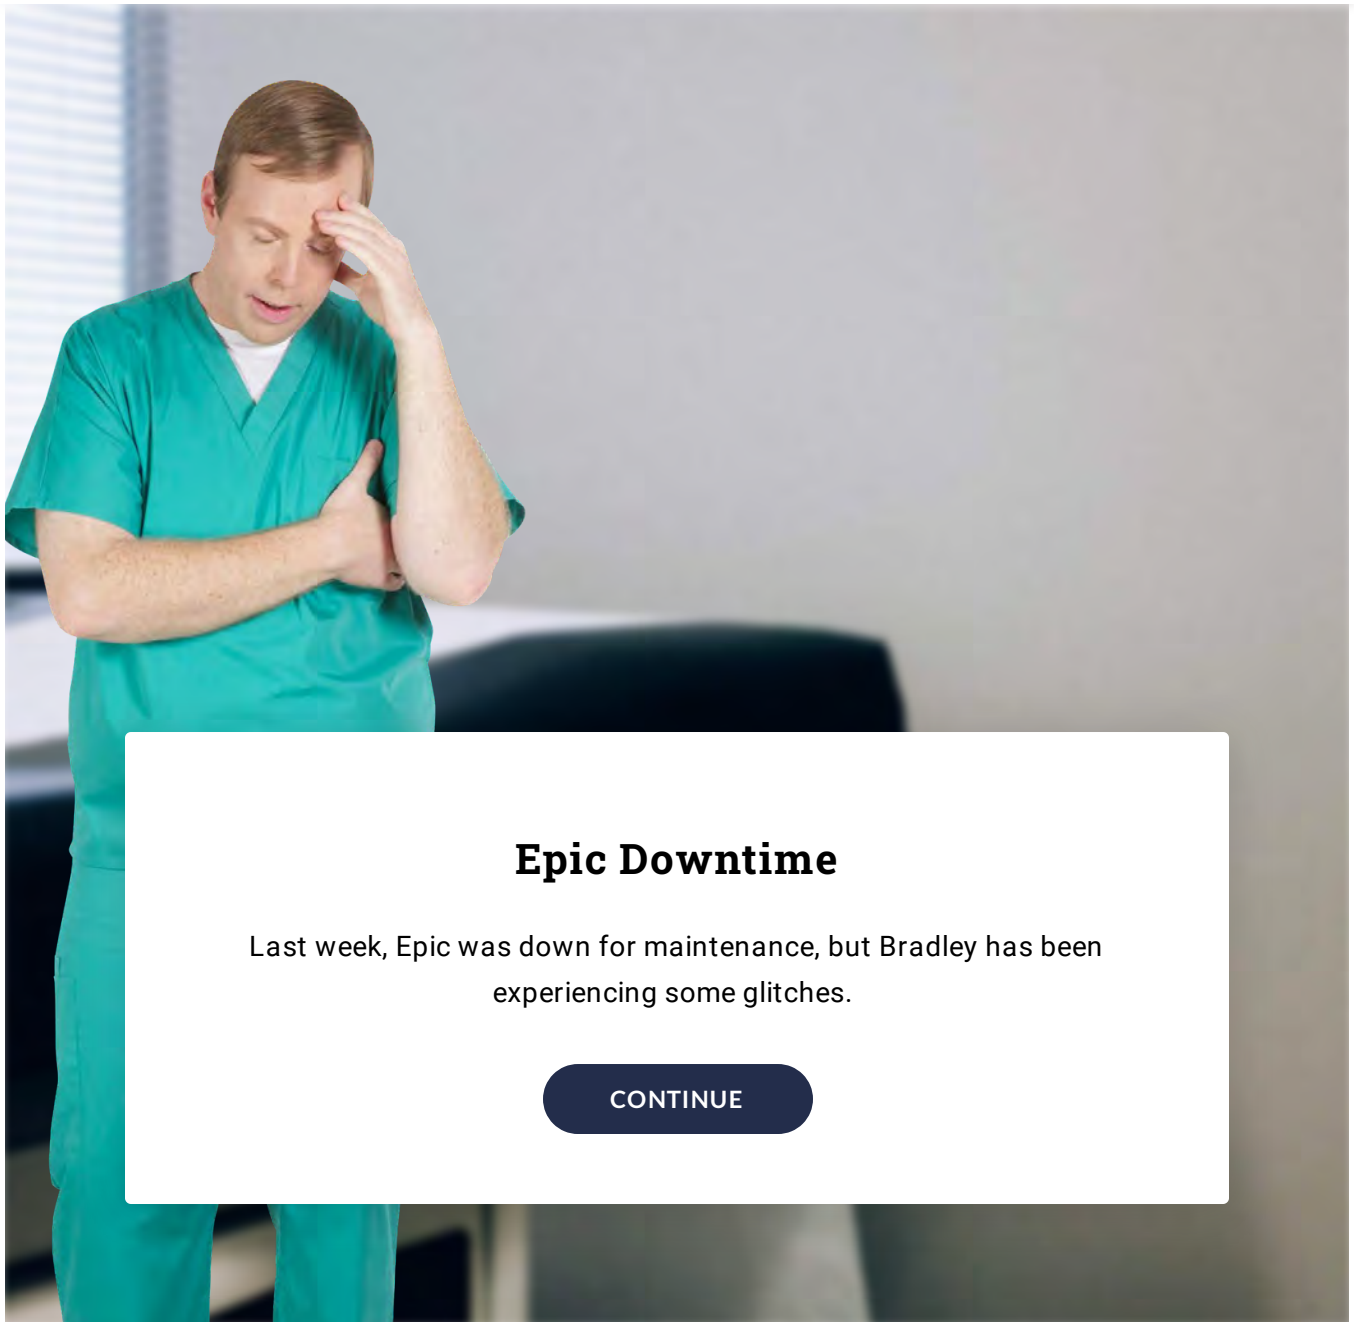 Epic Downtime
Last week, Epic was down for maintenance, but Bradley has been
experiencing some glitches.
CONTINUE